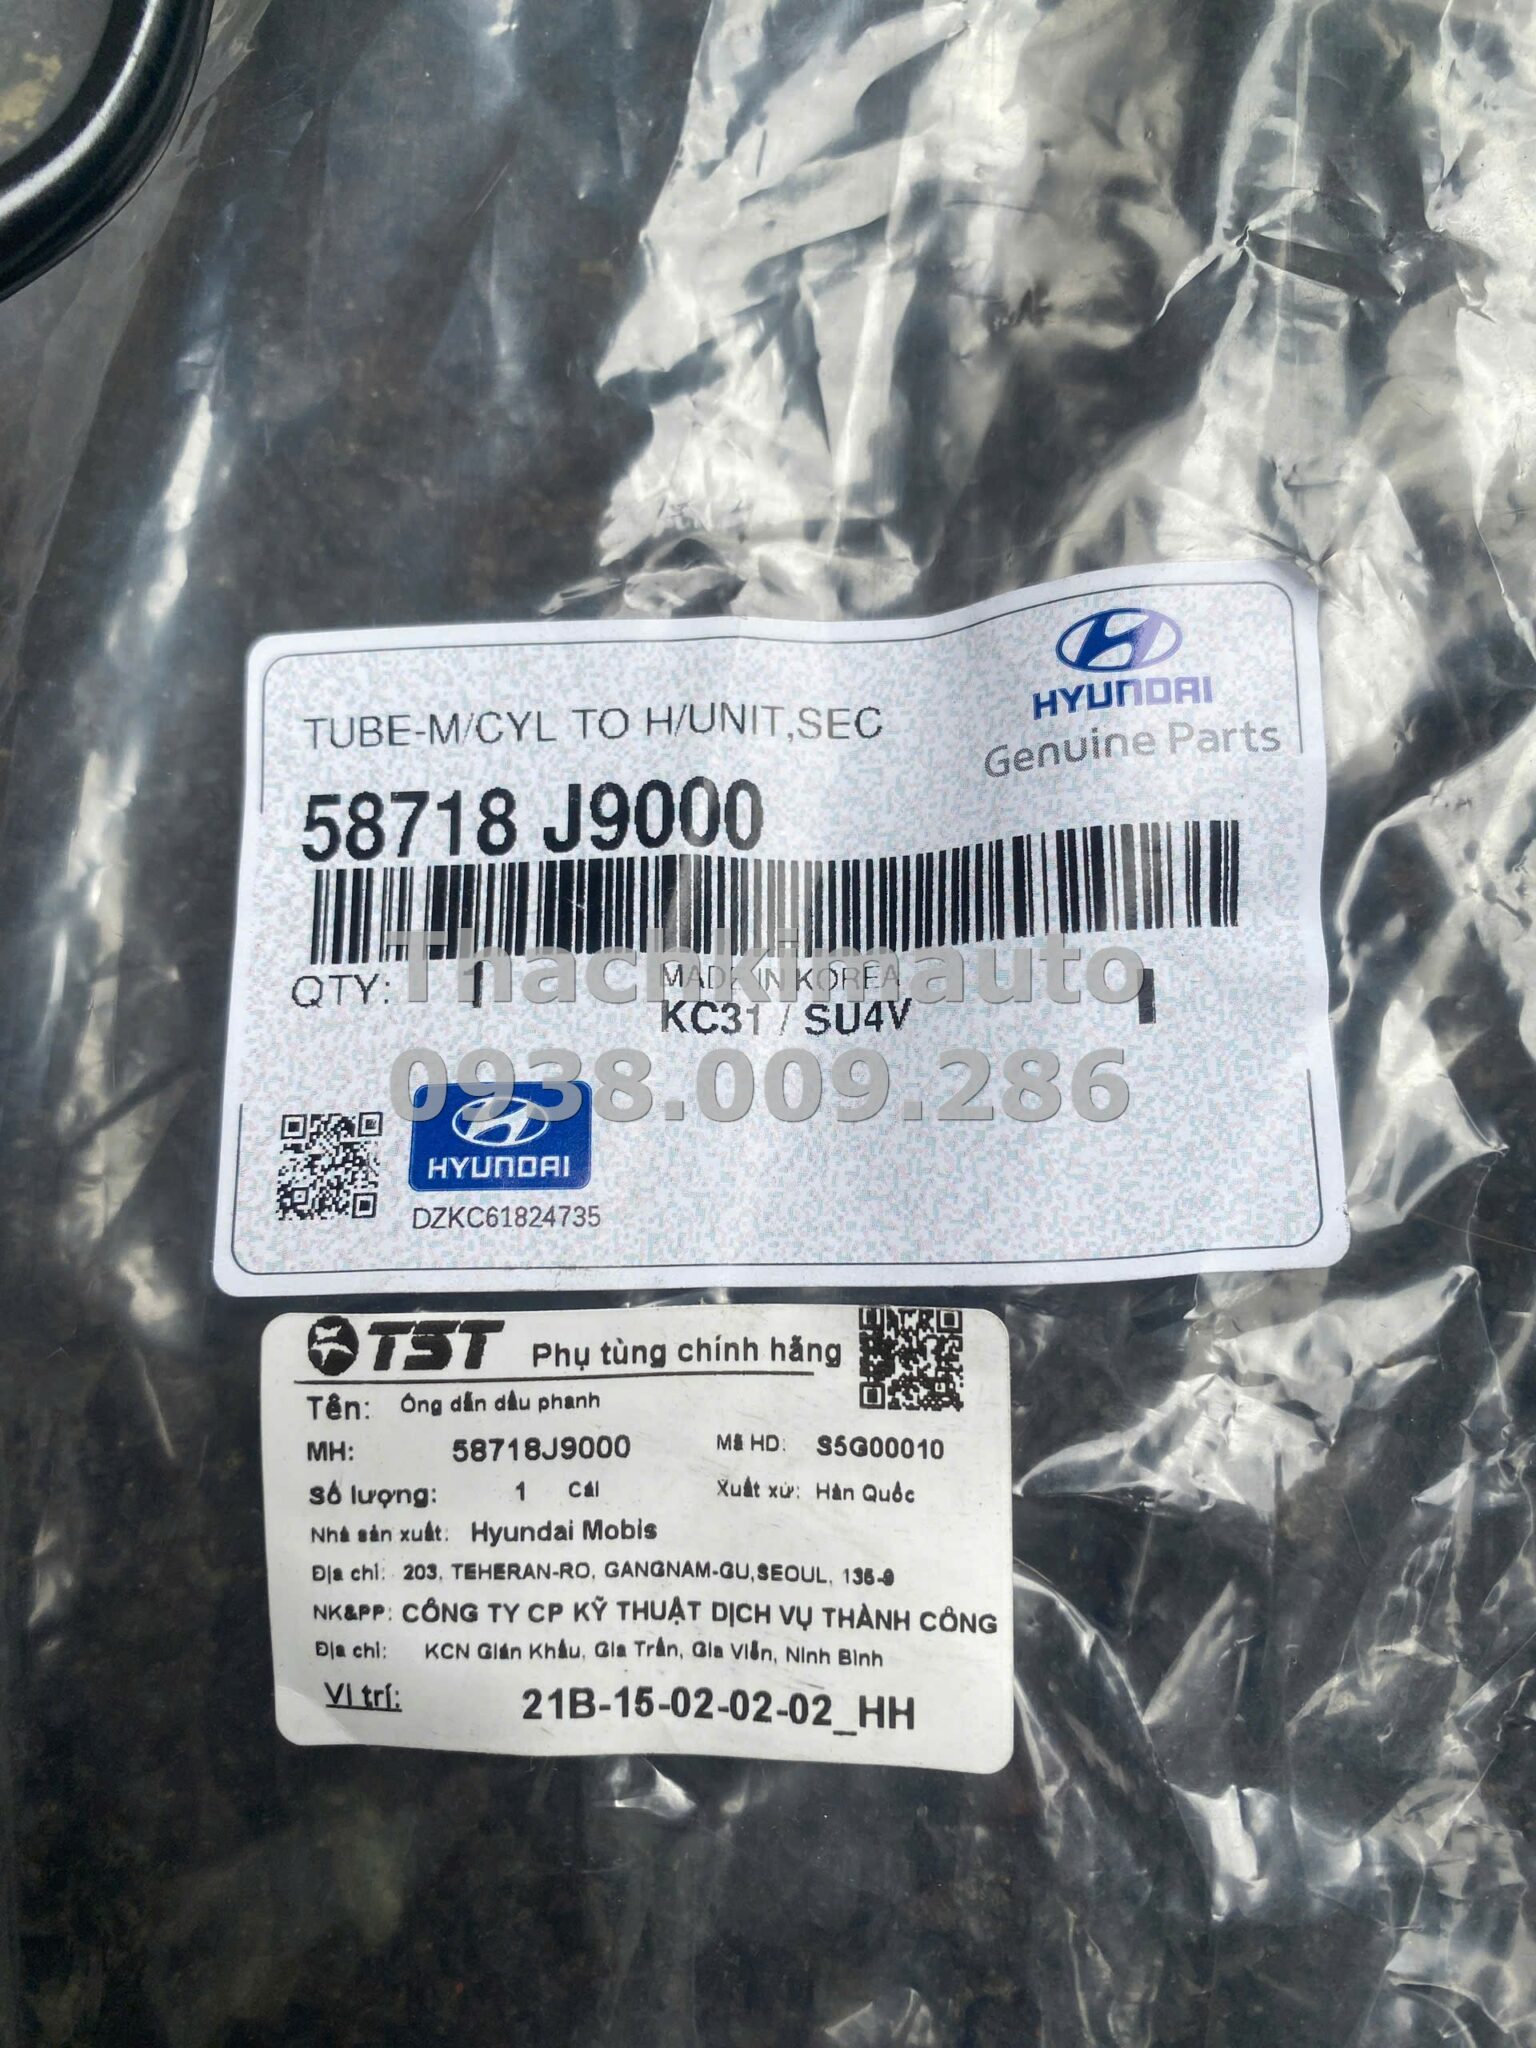 HYUNDAI
Genuine Parts
TUBE-M/CYL TO H/UNIT,SEC
58718 J9000
QTY: 1 MADE IN KOREA 1
KC31 / SU4V
Thachkimauto
0938.009.286
HYUNDAI
DZKC61824735
TST Phụ tùng chính hãng
Tên: Ống dẫn dầu phanh
MH: 58718J9000 Mã HD: S5G00010
Số lượng: 1 Cái Xuất xứ: Hàn Quốc
Nhà sản xuất: Hyundai Mobis
Địa chỉ: 203, TEHERAN-RO, GANGNAM-GU,SEOUL, 135-9
NK&PP: CÔNG TY CP KỸ THUẬT DỊCH VỤ THÀNH CÔNG
Địa chỉ: KCN Gián Khẩu, Gia Trấn, Gia Viễn, Ninh Bình
Vị trí: 21B-15-02-02-02_HH